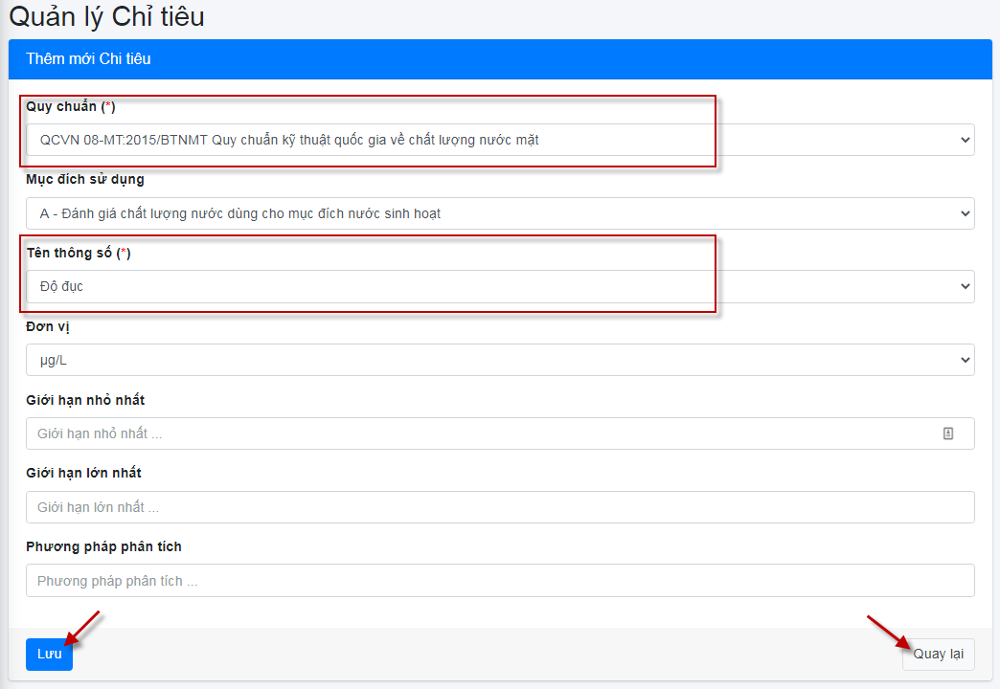 Quản lý Chỉ tiêu
Thêm mới Chỉ tiêu
Quy chuẩn (*)
QCVN 08-MT:2015/BTNMT Quy chuẩn kỹ thuật quốc gia về chất lượng nước mặt
Mục đích sử dụng
A - Đánh giá chất lượng nước dùng cho mục đích nước sinh hoạt
Tên thông số (*)
Độ đục
Đơn vị
µg/L
Giới hạn nhỏ nhất
Giới hạn nhỏ nhất ...
Giới hạn lớn nhất
Giới hạn lớn nhất ...
Phương pháp phân tích
Phương pháp phân tích ...
Lưu
Quay lại